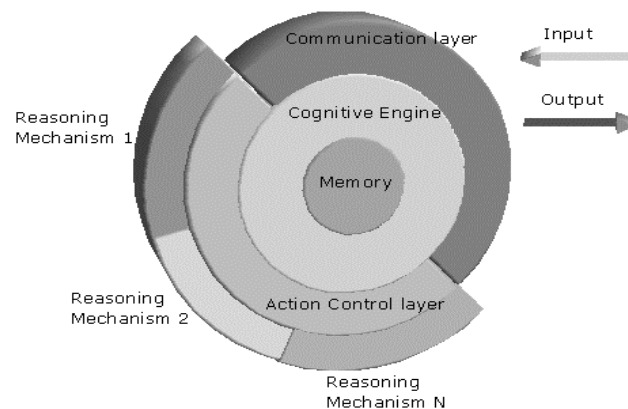 Communication layer
Input
Output
Reasoning
Mechanism 1
Cognitive Engine
Memory
Reasoning
Mechanism 2
Action Control layer
Reasoning
Mechanism N